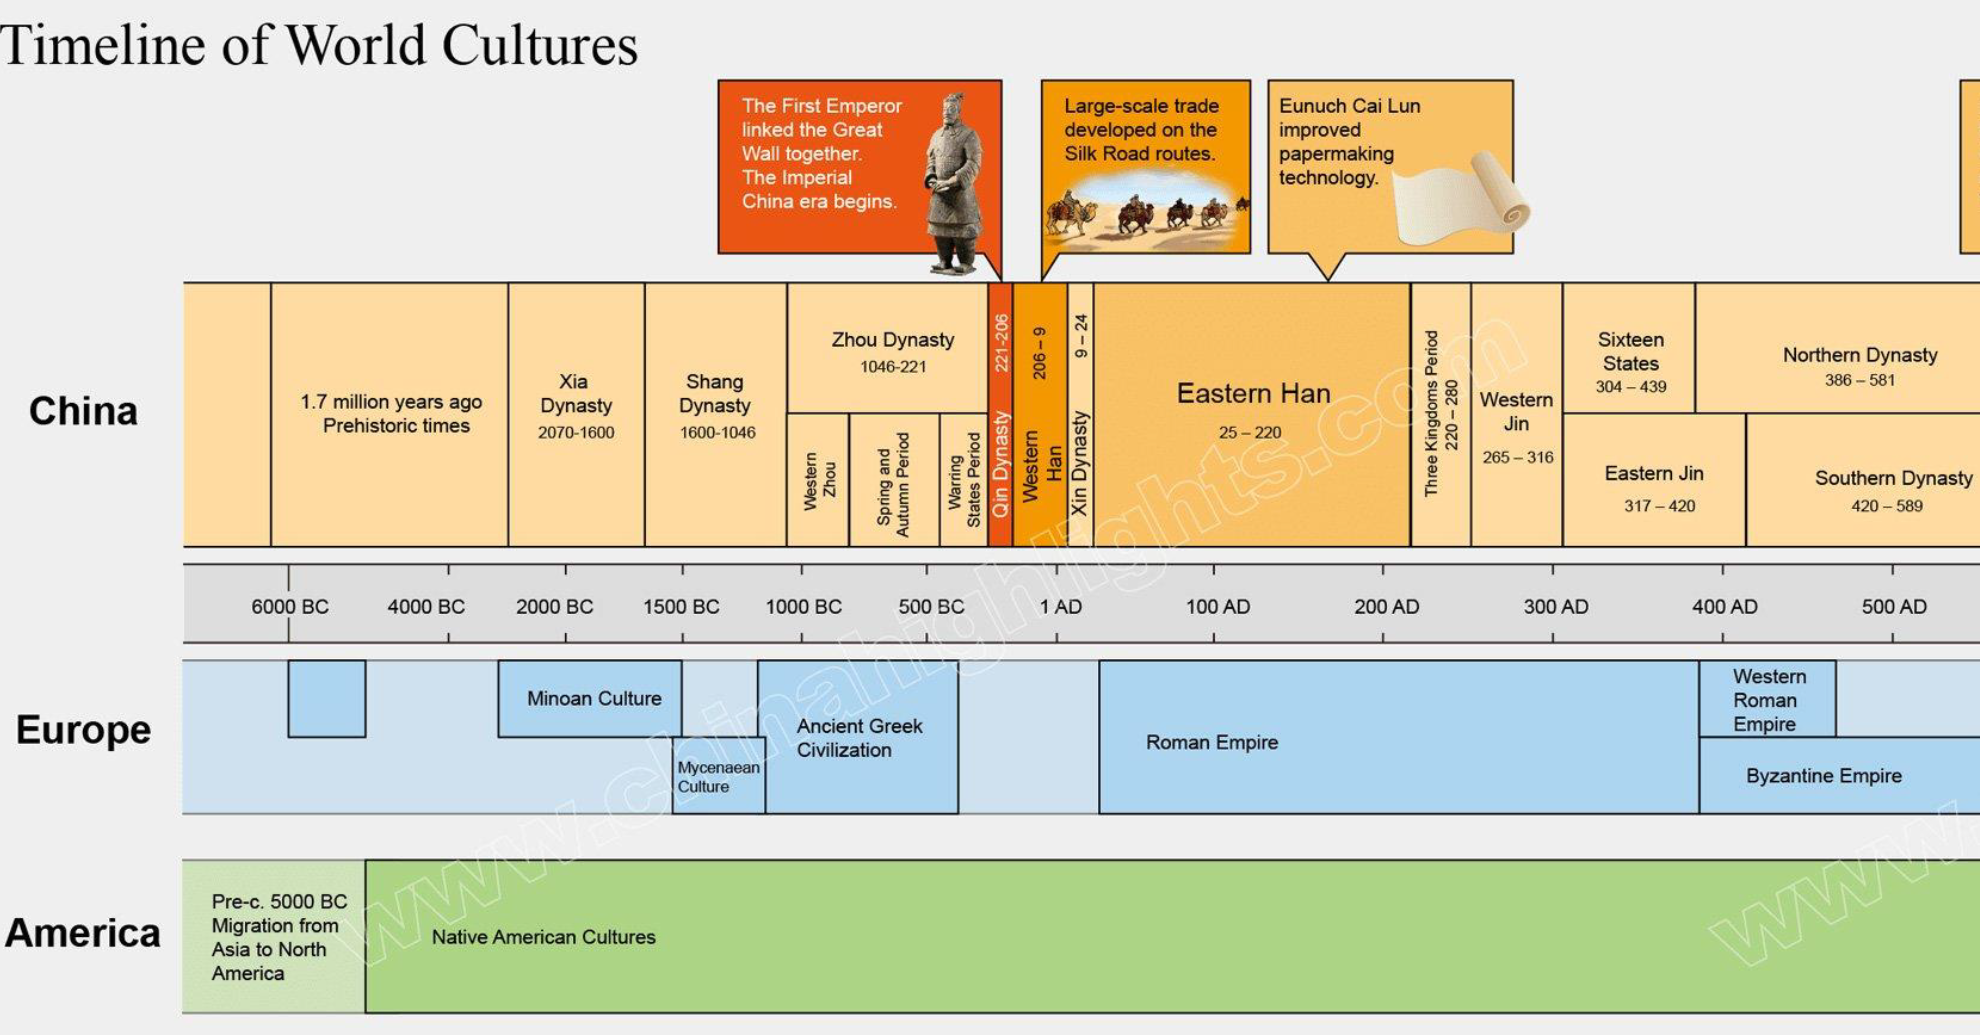 Timeline of World Cultures
The First Emperor
linked the Great
Wall together.
The Imperial
China era begins.
Large-scale trade
developed on the
Silk Road routes.
Eunuch Cai Lun
improved
papermaking
technology.
China
1.7 million years ago
Prehistoric times
Xia
Dynasty
2070-1600
Shang
Dynasty
1600-1046
Zhou Dynasty
1046-221
Western
Zhou
Spring and
Autumn Period
Warring
States Period
Qin Dynasty 221-206
Western
Han
206 – 9
Xin Dynasty 9 – 24
Eastern Han
25 – 220
Three Kingdoms Period
220 – 280
Western
Jin
265 – 316
Sixteen
States
304 – 439
Eastern Jin
317 – 420
Northern Dynasty
386 – 581
Southern Dynasty
420 – 589
6000 BC
4000 BC
2000 BC
1500 BC
1000 BC
500 BC
1 AD
100 AD
200 AD
300 AD
400 AD
500 AD
Europe
Minoan Culture
Mycenaean
Culture
Ancient Greek
Civilization
Roman Empire
Western
Roman
Empire
Byzantine Empire
America
Pre-c. 5000 BC
Migration from
Asia to North
America
Native American Cultures
www.chinahighlights.com
www.